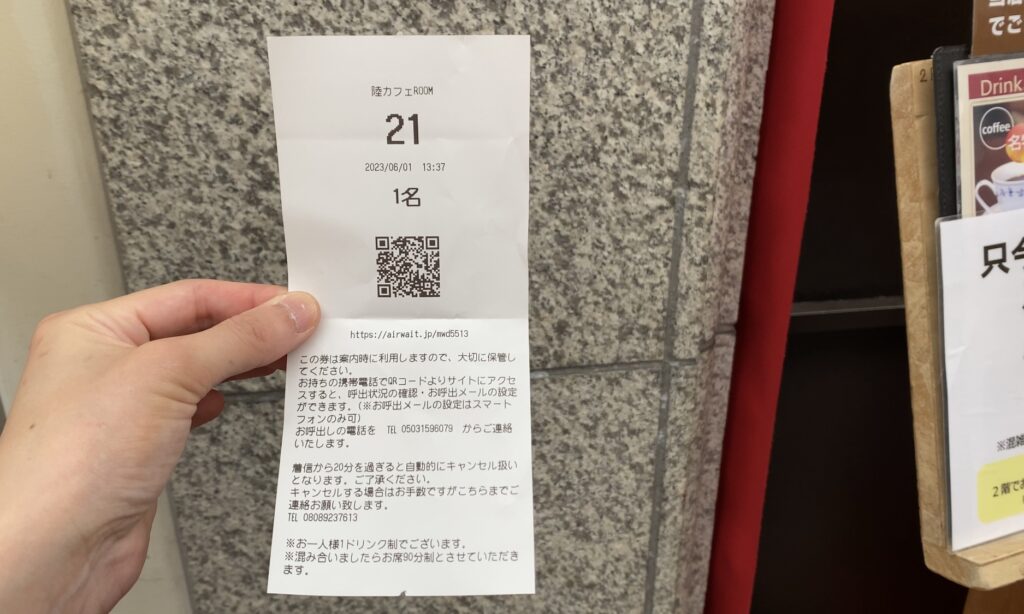 陸カフェROOM
21
2023/06/01 13:37
1名
https://airwait.jp/mwd5513
この券は案内時に利用しますので、大切に保管し
てください。
お持ちの携帯電話でQRコードよりサイトにアクセ
スすると、呼出状況の確認・お呼出メールの設定
ができます。(※お呼出メールの設定はスマート
フォンのみ可)
お呼出しの電話を TEL 05031596079 からご連絡
いたします。
着信から20分を過ぎると自動的にキャンセル扱い
となります。ご了承ください。
キャンセルする場合はお手数ですがこちらまでご
連絡お願い致します。
TEL 08089237613
※お一人様1ドリンク制でございます。
※混み合いましたらお席90分制とさせていただき
ます。
でご
Drink
coffee
只今
※混雑
2階でお